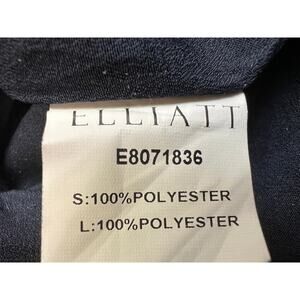 ELLIATT
E8071836
S:100%POLYESTER
L:100%POLYESTER